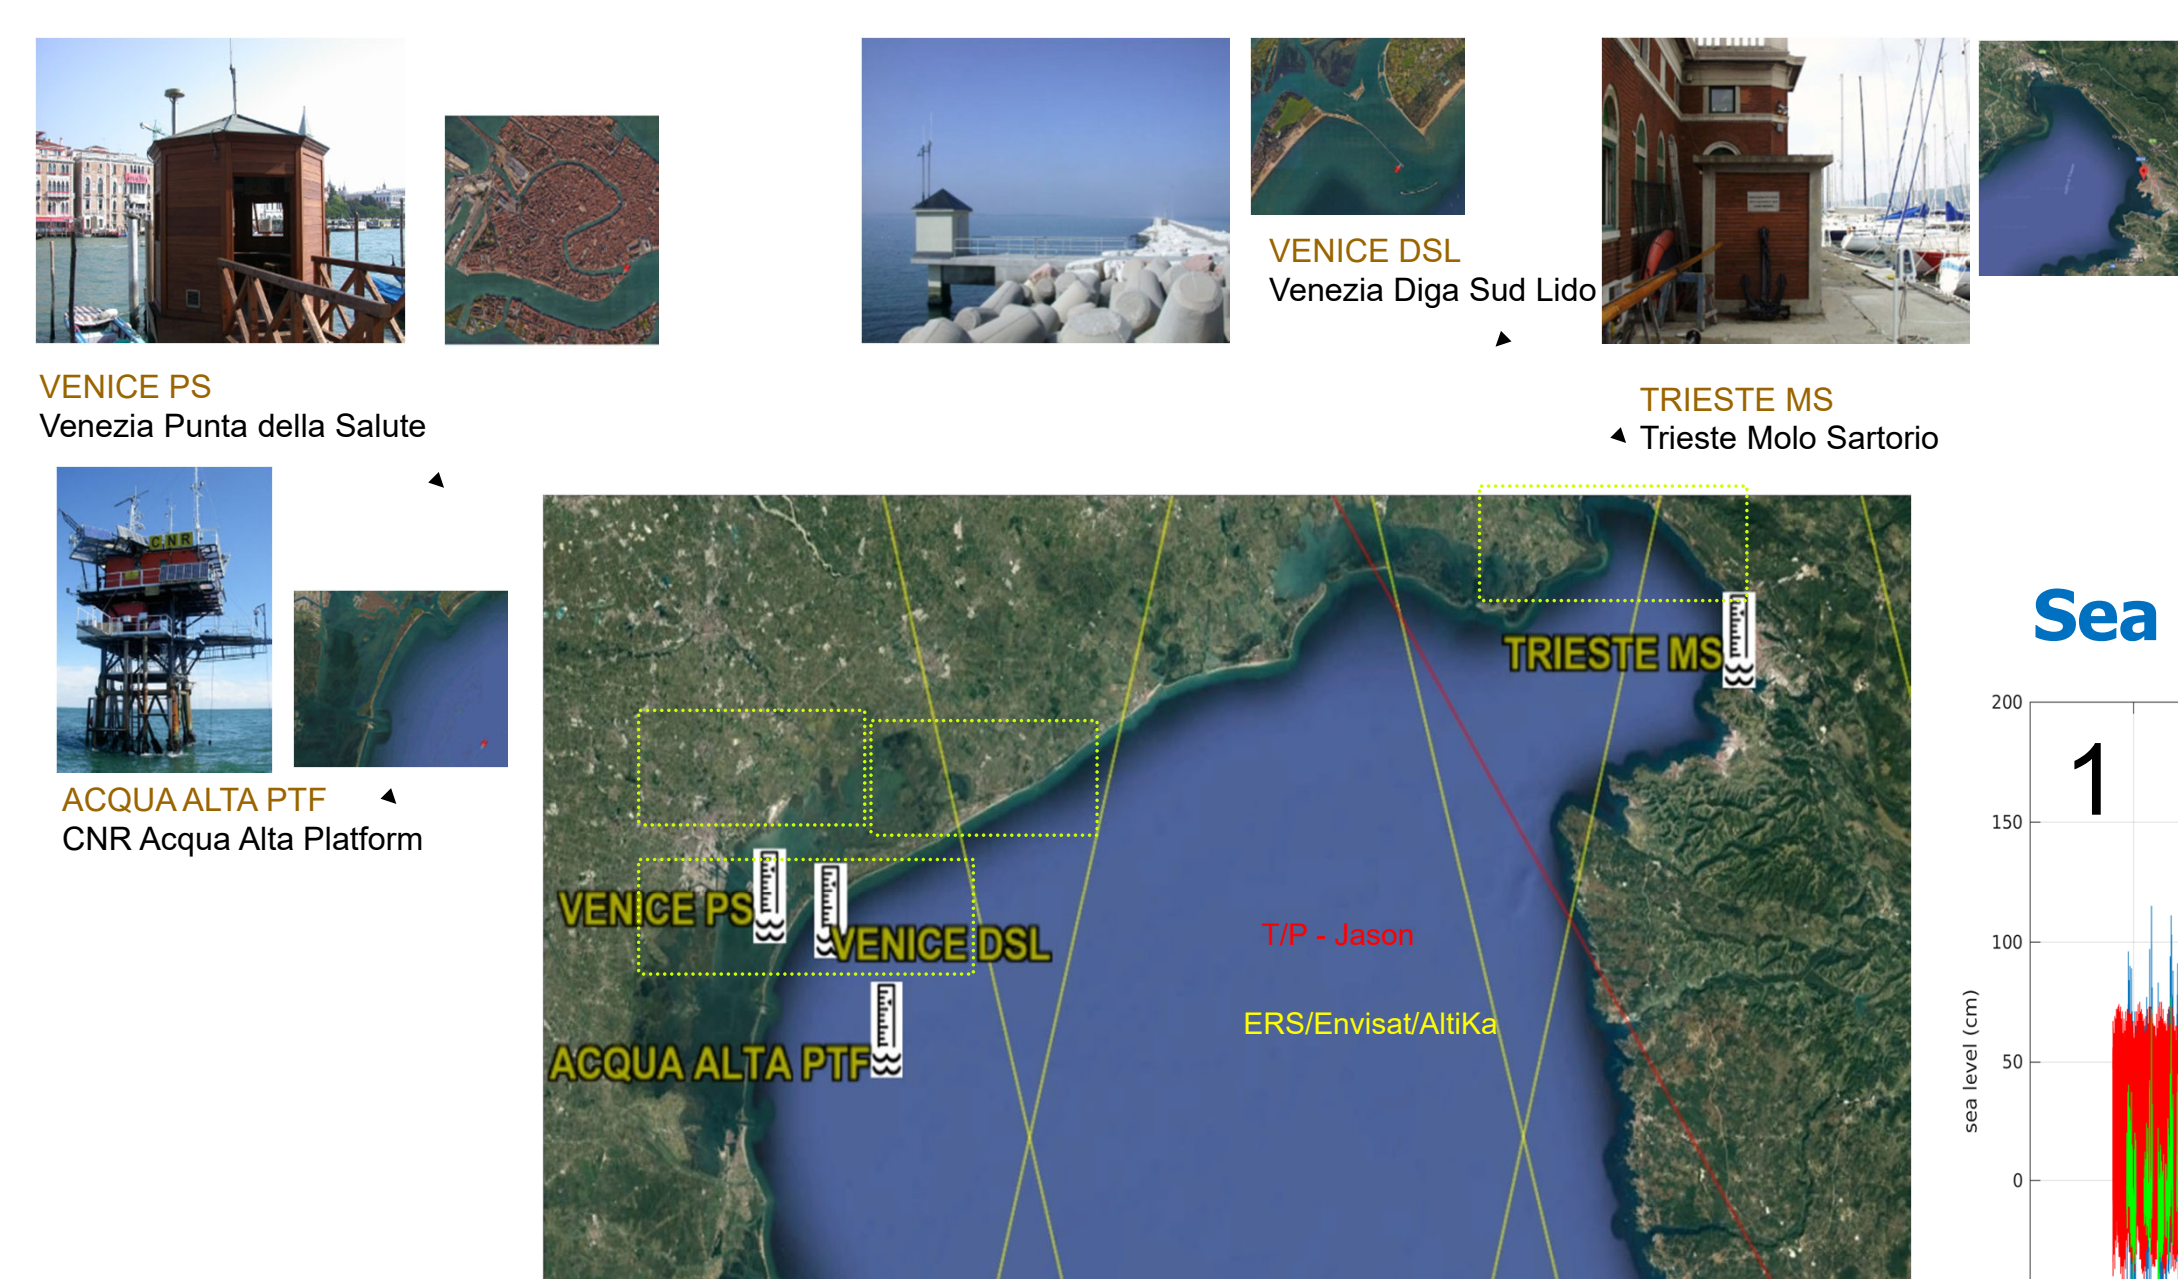 VENICE PS
Venezia Punta della Salute
VENICE DSL
Venezia Diga Sud Lido
TRIESTE MS
Trieste Molo Sartorio
CNR
ACQUA ALTA PTF
CNR Acqua Alta Platform
TRIESTE MS
VENICE PS
VENICE DSL
ACQUA ALTA PTF
T/P - Jason
ERS/Envisat/AltiKa
Sea
1
sea level (cm)
200
150
100
50
0